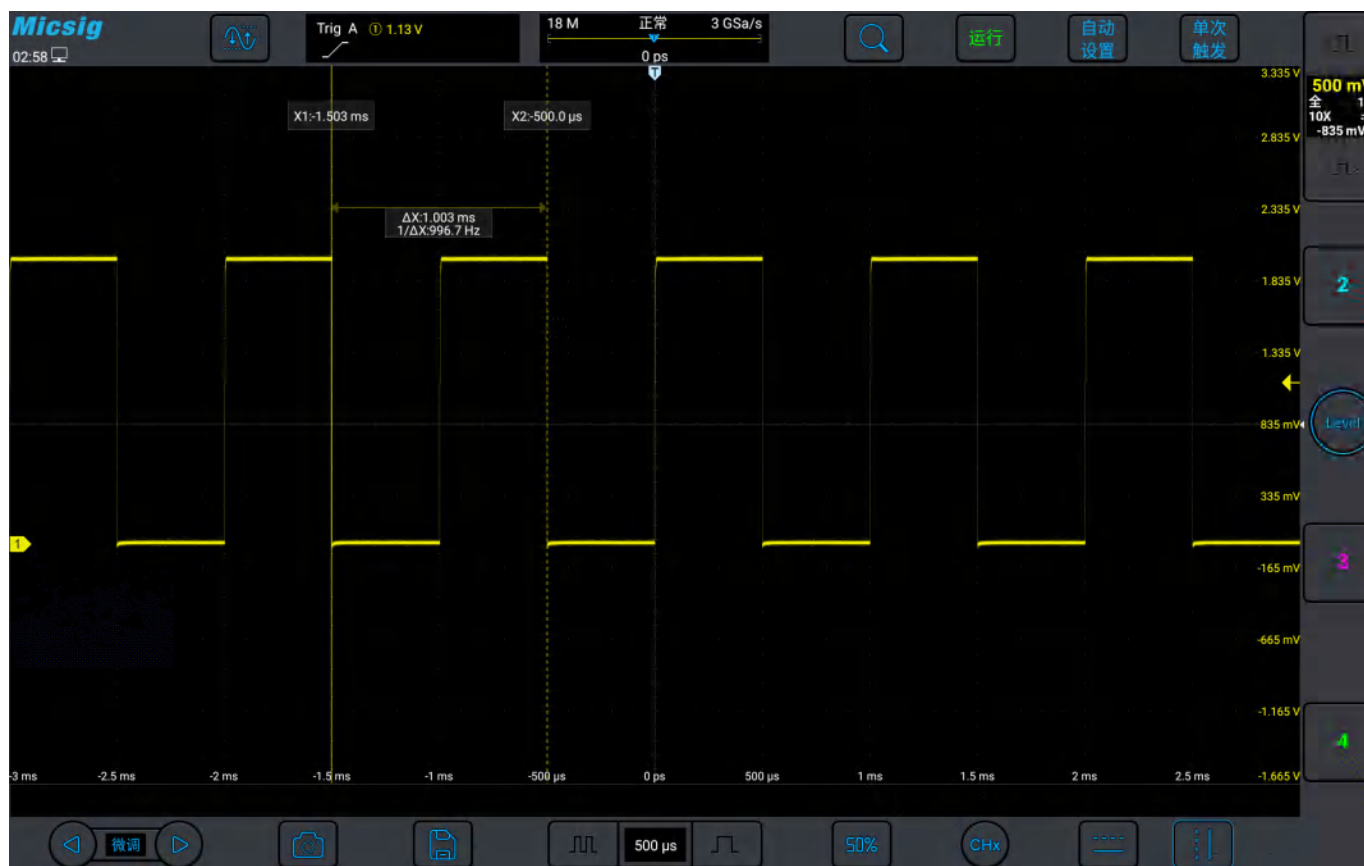 Micsig
02:58
Trig A ① 1.13 V
18 M 正常 3 GSa/s
T
0 ps
运行
自动
设置
单次
触发
T
500 mV
全 1
10X
-835 mV
X1:-1.503 ms
X2:-500.0 µs
ΔX:1.003 ms
1/ΔX:996.7 Hz
3.335 V
2.835 V
2.335 V
1.835 V
1.335 V
835 mV
335 mV
-165 mV
-665 mV
-1.165 V
-1.665 V
2
Level
1
3
4
-3 ms -2.5 ms -2 ms -1.5 ms -1 ms -500 µs 0 ps 500 µs 1 ms 1.5 ms 2 ms 2.5 ms
微调
500 µs
50%
CHx